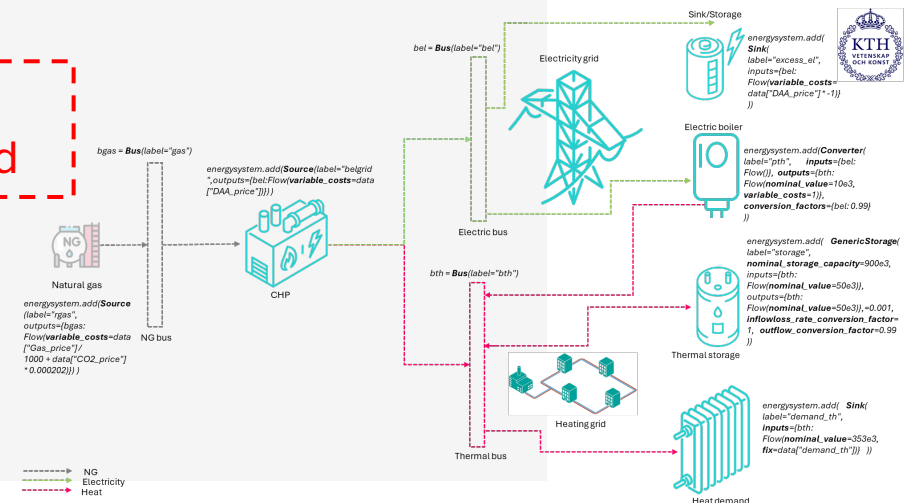 d
bgas = Bus(label="gas")
energysystem.add(Source(label="belgrid
",outputs={bel:Flow(variable_costs=data
["DAA_price"])}) )
NG
Natural gas
energysystem.add(Source
(label="rgas",
outputs={bgas:
Flow(variable_costs=data
["Gas_price"] /
1000 + data["CO2_price"]
* 0.000202)}) )
NG bus
CHP
bel = Bus(label="bel")
Electric bus
Electricity grid
bth = Bus(label="bth")
Thermal bus
Heating grid
Sink/Storage
energysystem.add(
Sink(
label="excess_el",
inputs={bel:
Flow(variable_costs=
data["DAA_price"] * -1)}
))
KTH
VETENSKAP
OCH KONST
Electric boiler
energysystem.add(Converter(
label="pth", inputs={bel:
Flow()}, outputs={bth:
Flow(nominal_value=10e3,
variable_costs=1)},
conversion_factors={bel: 0.99}
))
energysystem.add( GenericStorage(
label="storage",
nominal_storage_capacity=900e3,
inputs={bth:
Flow(nominal_value=50e3)},
outputs={bth:
Flow(nominal_value=50e3)},=0.001,
inflowloss_rate_conversion_factor=
1, outflow_conversion_factor=0.99
))
Thermal storage
energysystem.add( Sink(
label="demand_th",
inputs={bth:
Flow(nominal_value=353e3,
fix=data["demand_th"])} ))
Heat demand
NG
Electricity
Heat